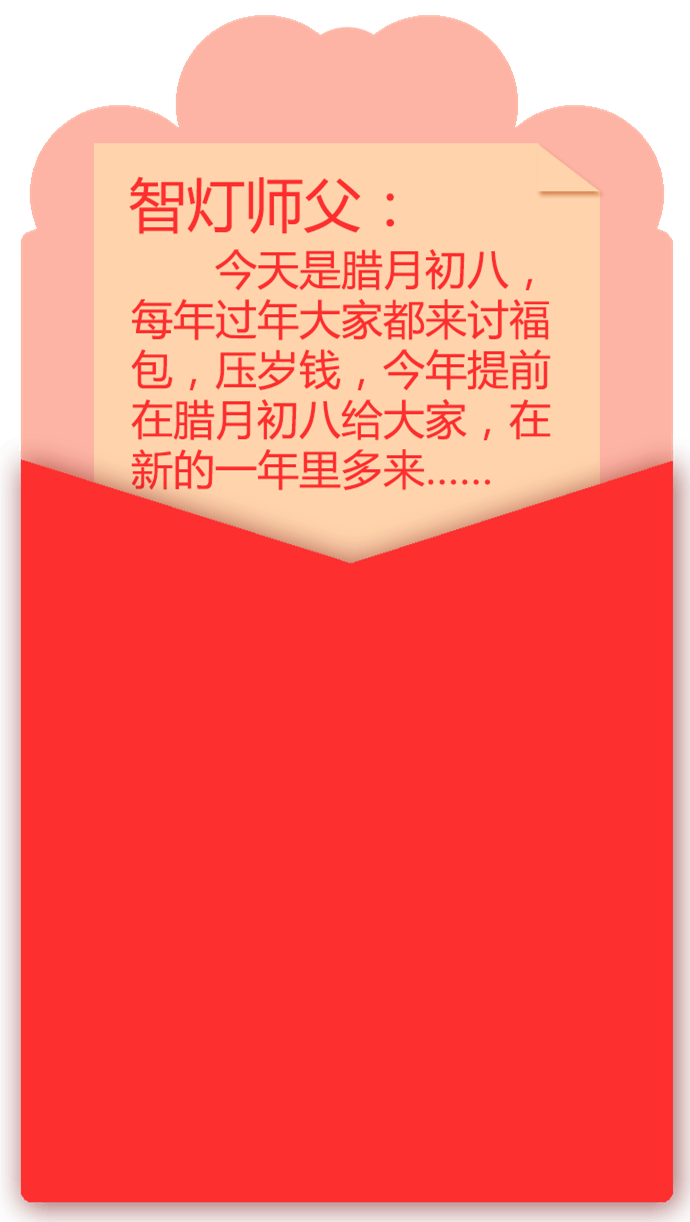 智灯师父：
今天是腊月初八，
每年过年大家都来讨福
包，压岁钱，今年提前
在腊月初八给大家，在
新的一年里多来......